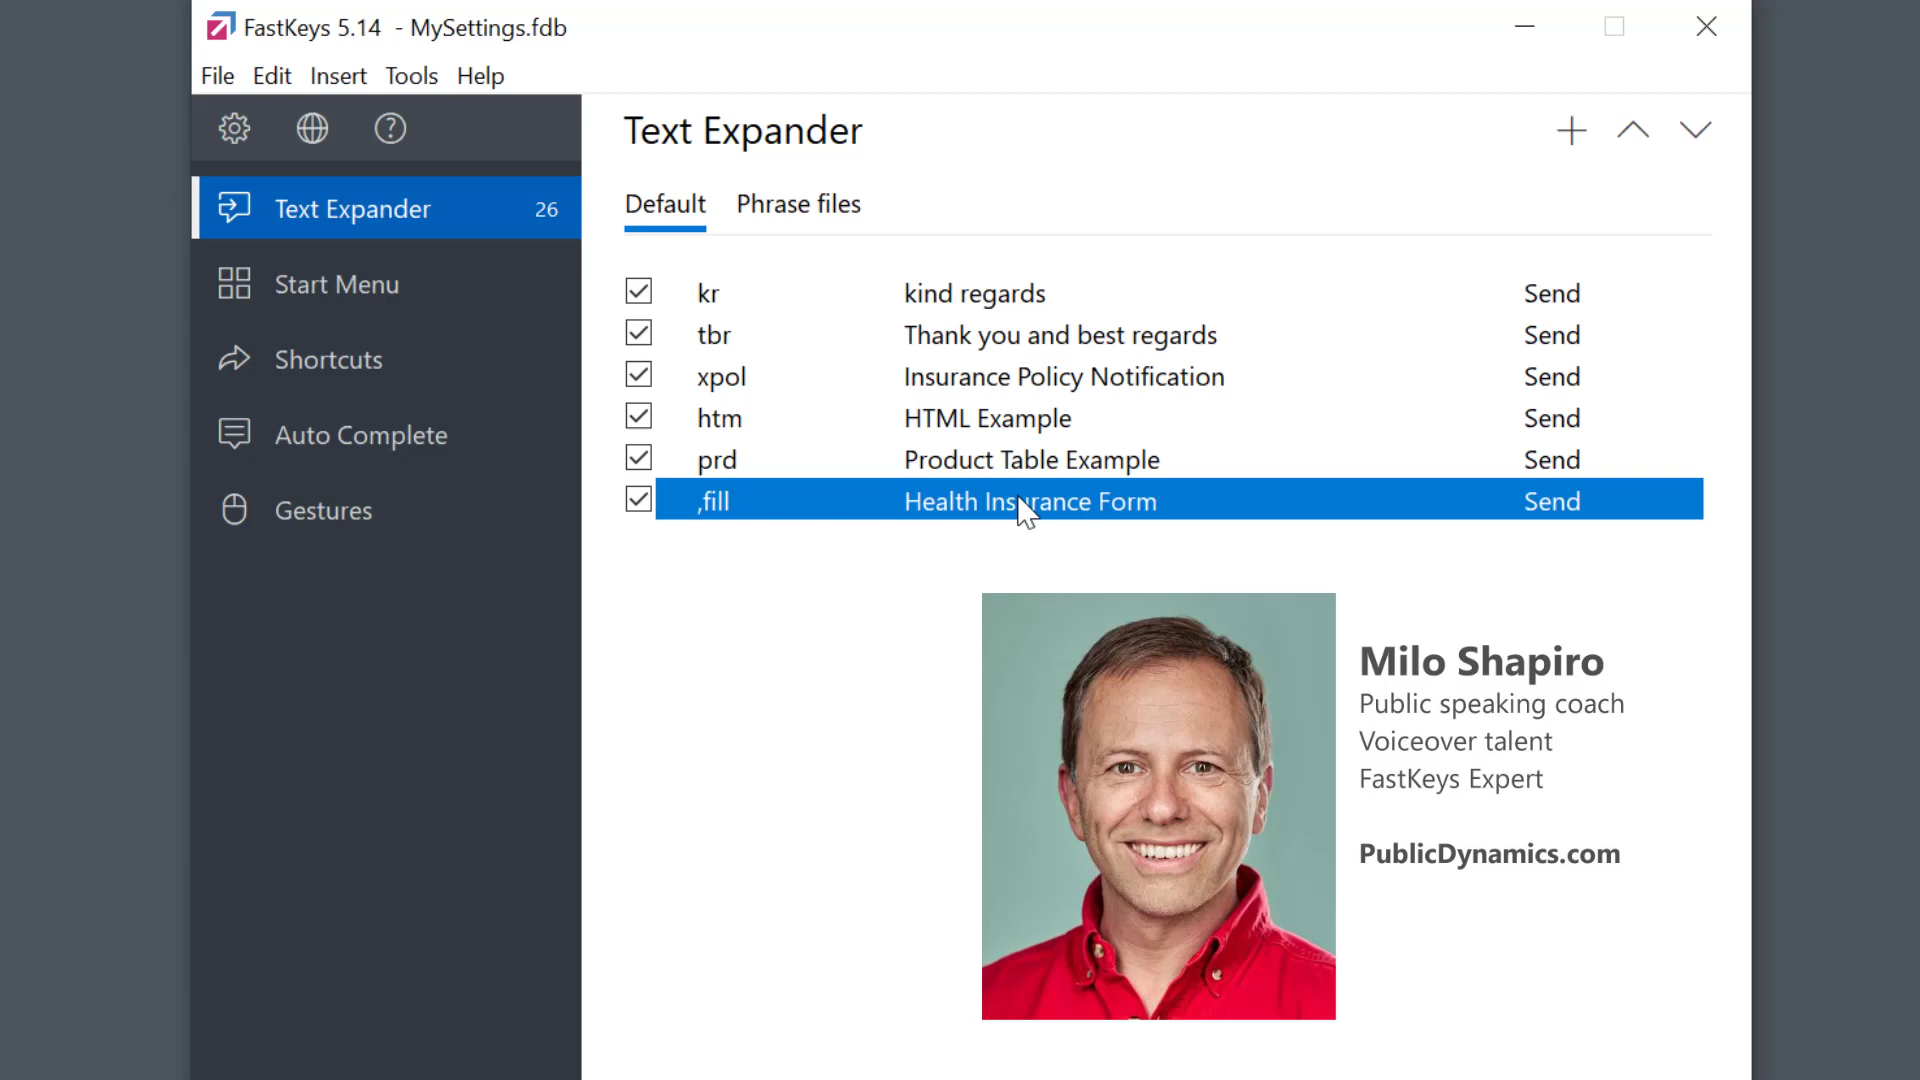 FastKeys 5.14 - MySettings.fdb
File Edit Insert Tools Help
Text Expander 26
Start Menu
Shortcuts
Auto Complete
Gestures
Text Expander
Default Phrase files
kr kind regards Send
tbr Thank you and best regards Send
xpol Insurance Policy Notification Send
htm HTML Example Send
prd Product Table Example Send
,fill Health Insurance Form Send
Milo Shapiro
Public speaking coach
Voiceover talent
FastKeys Expert
PublicDynamics.com